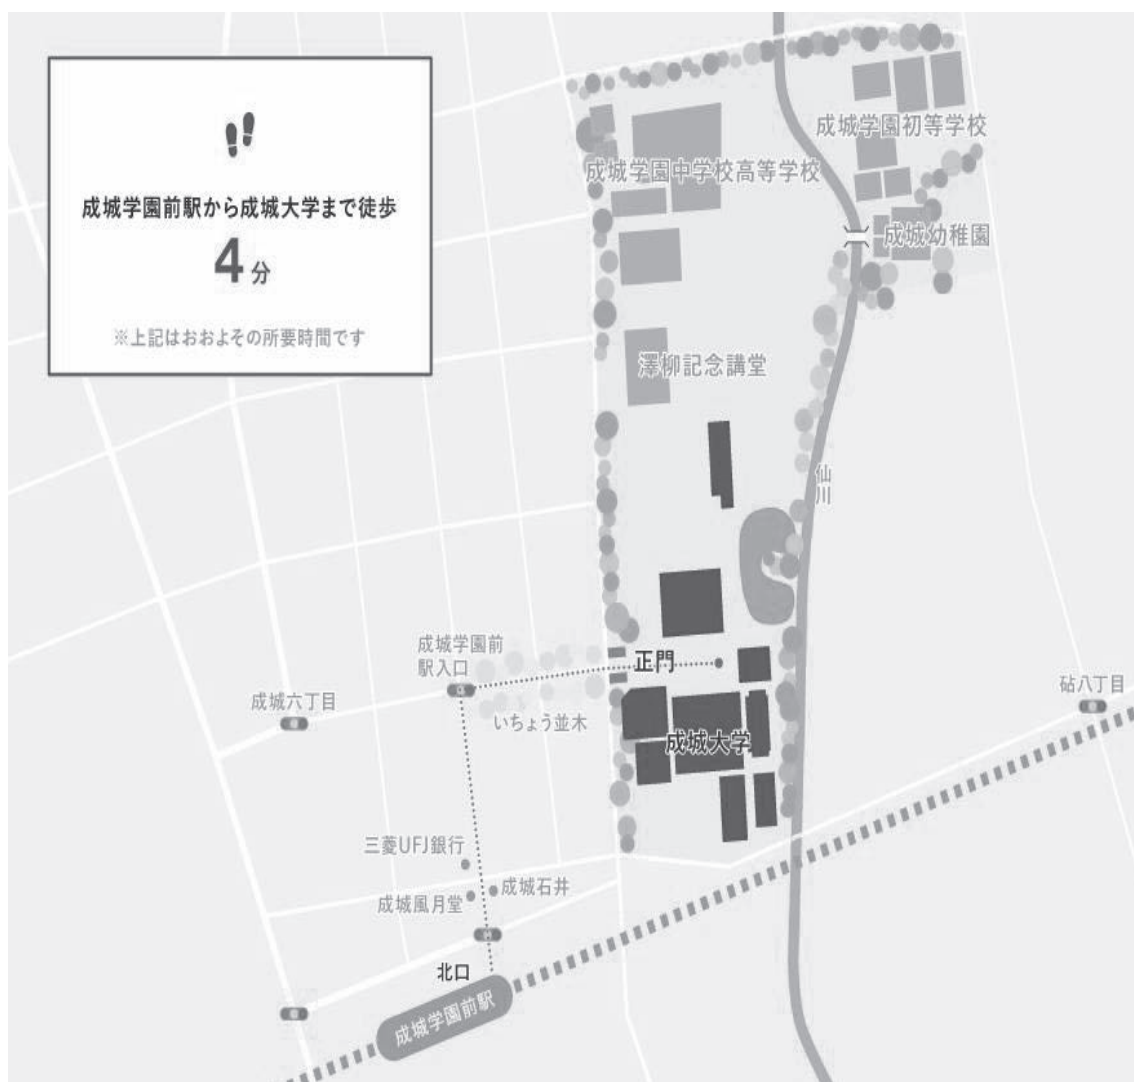 成城学園前駅から成城大学まで徒歩
4分
※上記はおおよその所要時間です
成城学園初等学校
成城学園中学校高等学校
成城幼稚園
澤柳記念講堂
仙川
成城学園前
駅入口
正門
成城六丁目
いちょう並木
砧八丁目
成城大学
三菱UFJ銀行
成城石井
成城風月堂
北口
成城学園前駅